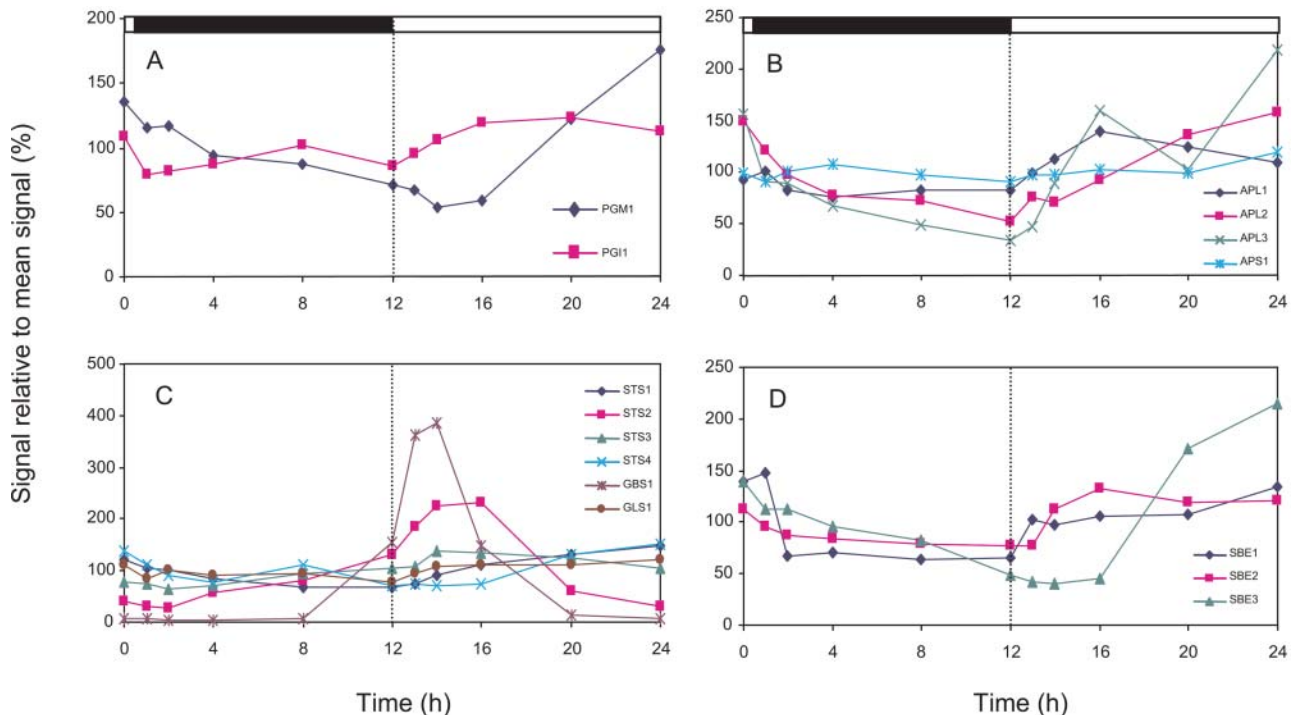 Signal relative to mean signal (%)
A
200
150
100
50
0
0 4 8 12 16 20 24
PGM1
PGI1
B
250
200
150
100
50
0
0 4 8 12 16 20 24
APL1
APL2
APL3
APS1
C
500
400
300
200
100
0
0 4 8 12 16 20 24
STS1
STS2
STS3
STS4
GBS1
GLS1
Time (h)
D
250
200
150
100
50
0
0 4 8 12 16 20 24
SBE1
SBE2
SBE3
Time (h)